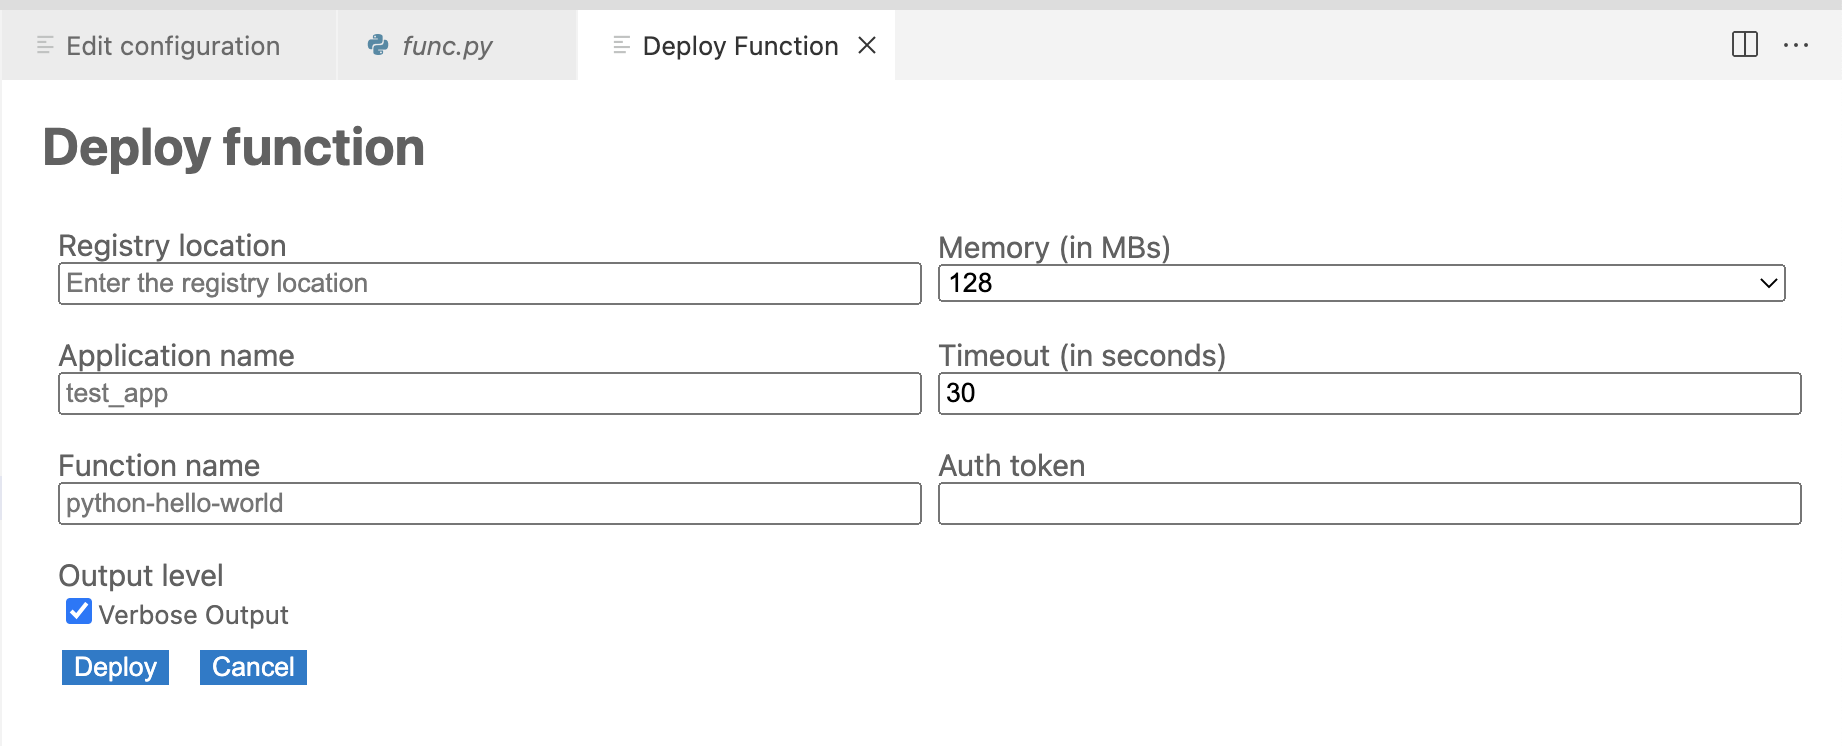 Edit configuration
func.py
Deploy Function
Deploy function
Registry location
Enter the registry location
Memory (in MBs)
128
Application name
test_app
Timeout (in seconds)
30
Function name
python-hello-world
Auth token
Output level
Verbose Output
Deploy
Cancel